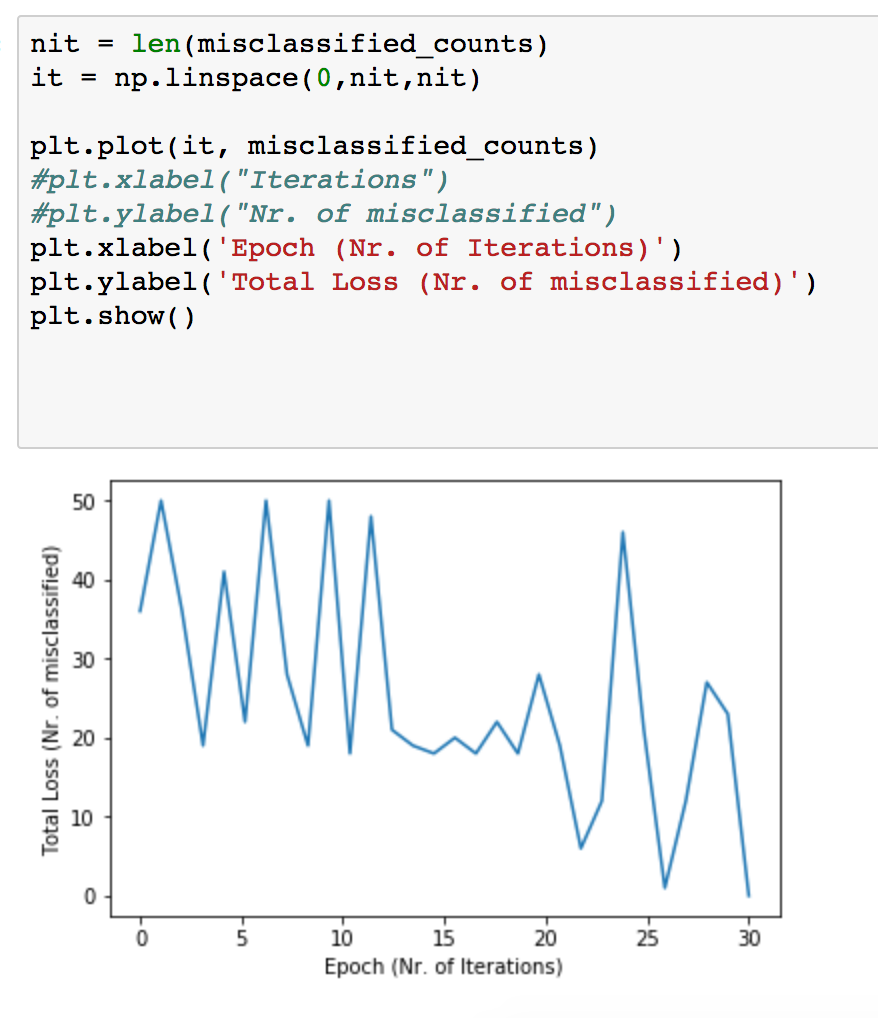 nit = len(misclassified_counts)
it = np.linspace(0,nit,nit)
plt.plot(it, misclassified_counts)
#plt.xlabel("Iterations")
#plt.ylabel("Nr. of misclassified")
plt.xlabel('Epoch (Nr. of Iterations)')
plt.ylabel('Total Loss (Nr. of misclassified)')
plt.show()
Total Loss (Nr. of misclassified)
50
40
30
20
10
0
0 5 10 15 20 25 30
Epoch (Nr. of Iterations)